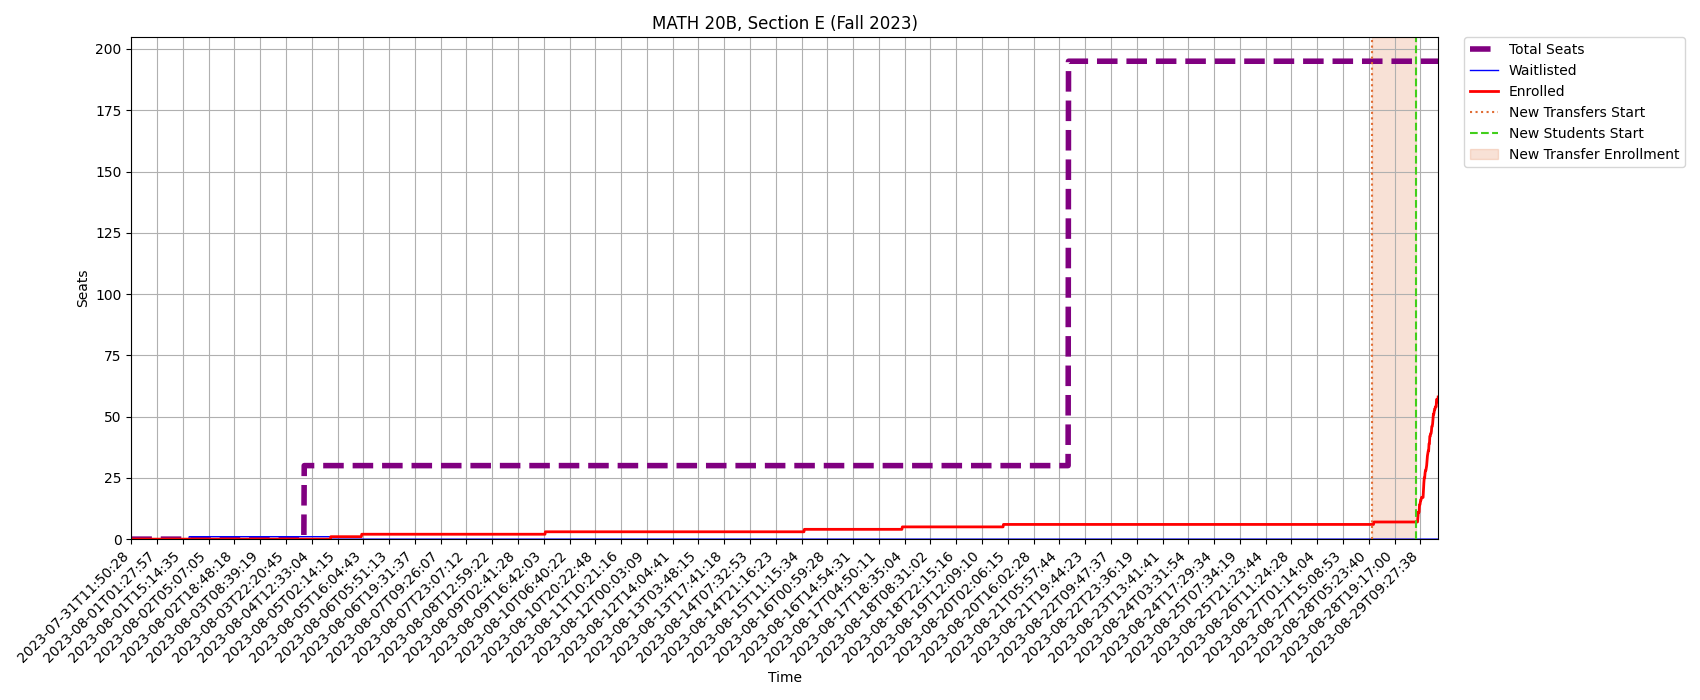 MATH 20B, Section E (Fall 2023)
200
175
150
125
100
75
50
25
0
Seats
Total Seats
Waitlisted
Enrolled
New Transfers Start
New Students Start
New Transfer Enrollment
2023-07-31T11:50:28
2023-08-01T01:27:57
2023-08-01T15:14:35
2023-08-02T05:07:05
2023-08-02T18:48:18
2023-08-03T08:39:19
2023-08-03T22:20:45
2023-08-04T12:33:04
2023-08-05T02:14:15
2023-08-05T16:04:43
2023-08-06T05:51:13
2023-08-06T19:31:37
2023-08-07T09:26:07
2023-08-07T23:07:12
2023-08-08T12:59:22
2023-08-09T02:41:28
2023-08-09T16:42:03
2023-08-10T06:40:22
2023-08-10T20:22:48
2023-08-11T10:21:16
2023-08-12T00:03:09
2023-08-12T14:04:41
2023-08-13T03:48:15
2023-08-13T17:41:18
2023-08-14T07:32:53
2023-08-14T21:16:23
2023-08-15T11:15:34
2023-08-16T00:59:28
2023-08-16T14:54:31
2023-08-17T04:50:11
2023-08-17T18:35:04
2023-08-18T08:31:02
2023-08-18T22:15:16
2023-08-19T12:09:10
2023-08-20T02:06:15
2023-08-20T16:02:28
2023-08-21T05:57:44
2023-08-21T19:44:23
2023-08-22T09:47:37
2023-08-22T23:36:19
2023-08-23T13:41:41
2023-08-24T03:31:54
2023-08-24T17:29:34
2023-08-25T07:34:19
2023-08-25T21:23:44
2023-08-26T11:24:28
2023-08-27T01:14:04
2023-08-27T15:08:53
2023-08-28T05:23:40
2023-08-28T19:17:00
2023-08-29T09:27:38
Time